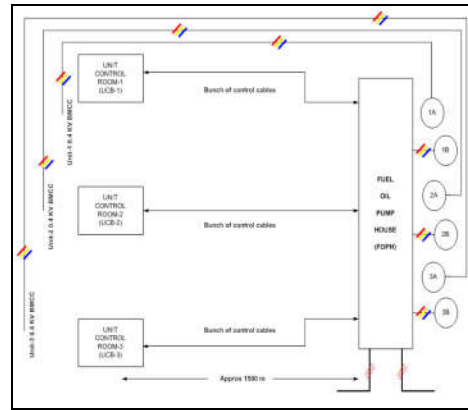 UNIT
CONTROL
ROOM-1
(UCB-1)
Bunch of control cables
Unit-1 0.4 KV BMCC
1A
1B
FUEL
OIL
PUMP
HOUSE
(FOPH)
2A
UNIT
CONTROL
ROOM-2
(UCB-2)
Bunch of control cables
Unit-2 0.4 KV BMCC
2B
3A
UNIT
CONTROL
ROOM-3
(UCB-3)
Bunch of control cables
Unit-3 0.4 KV BMCC
3B
Approx 1500 m